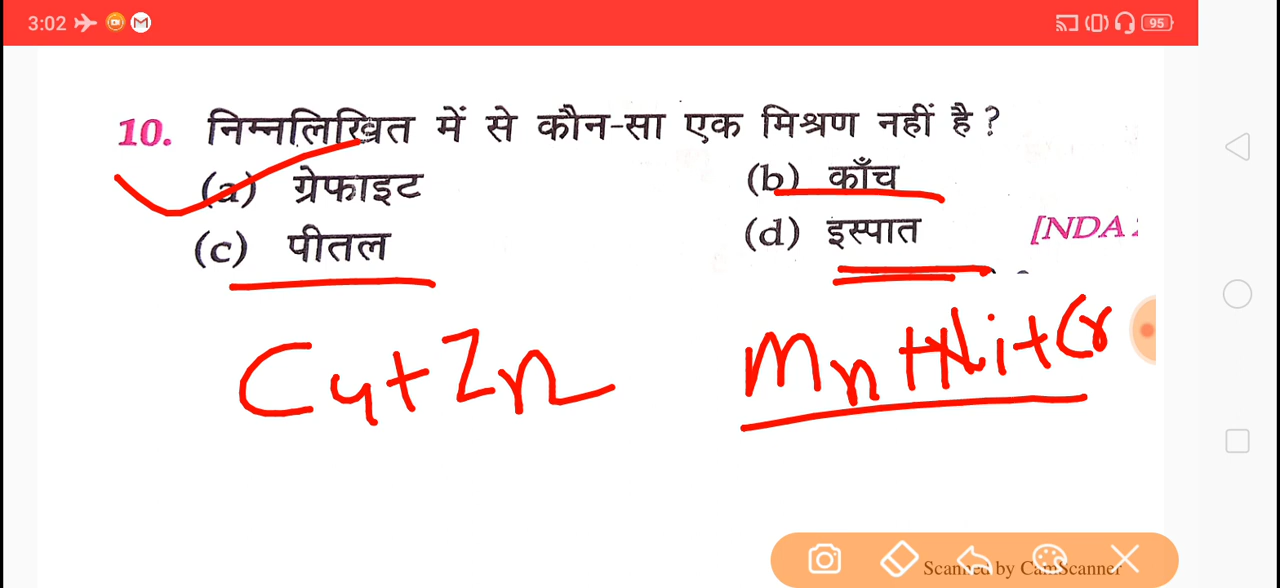 3:02 95
10. निम्नलिखित में से कौन-सा एक मिश्रण नहीं है ?
(a) ग्रेफाइट (b) काँच
(c) पीतल (d) इस्पात [NDA
Cu+Zn Mn+Ni+Cr
Scanned by CamScanner